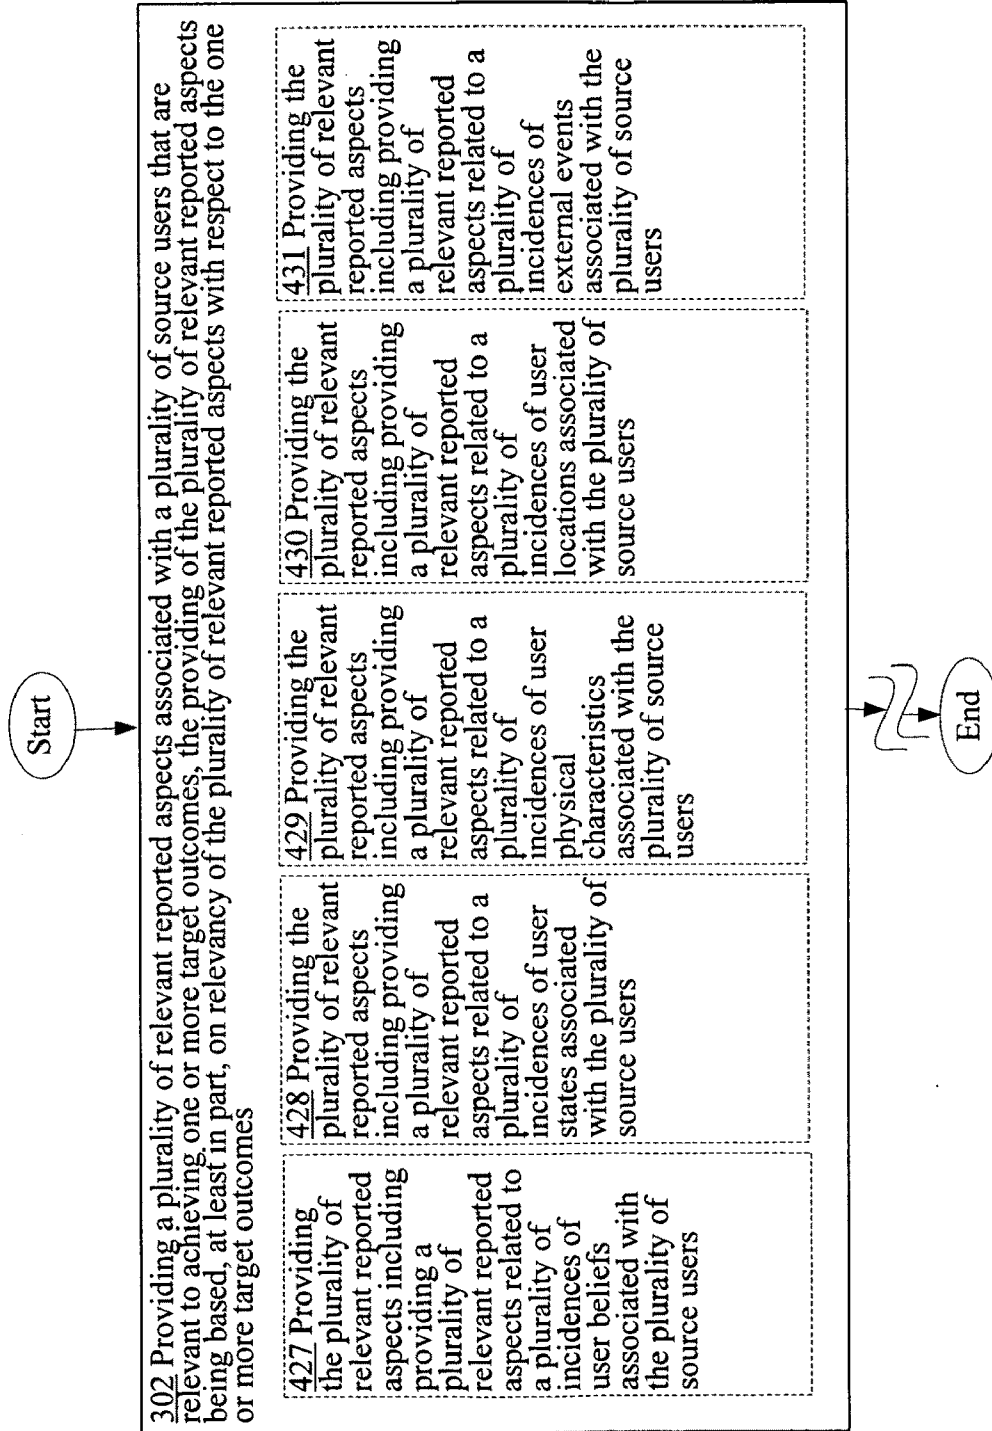 Start
302 Providing a plurality of relevant reported aspects associated with a plurality of source users that are
relevant to achieving one or more target outcomes, the providing of the plurality of relevant reported aspects
being based, at least in part, on relevancy of the plurality of relevant reported aspects with respect to the one
or more target outcomes
427 Providing
the plurality of
relevant reported
aspects including
providing a
plurality of
relevant reported
aspects related to
a plurality of
incidences of
user beliefs
associated with
the plurality of
source users
428 Providing the
plurality of relevant
reported aspects
including providing
a plurality of
relevant reported
aspects related to a
plurality of
incidences of user
states associated
with the plurality of
source users
429 Providing the
plurality of relevant
reported aspects
including providing
a plurality of
relevant reported
aspects related to a
plurality of
incidences of user
physical
characteristics
associated with the
plurality of source
users
430 Providing the
plurality of relevant
reported aspects
including providing
a plurality of
relevant reported
aspects related to a
plurality of
incidences of user
locations associated
with the plurality of
source users
431 Providing the
plurality of relevant
reported aspects
including providing
a plurality of
relevant reported
aspects related to a
plurality of
incidences of
external events
associated with the
plurality of source
users
End